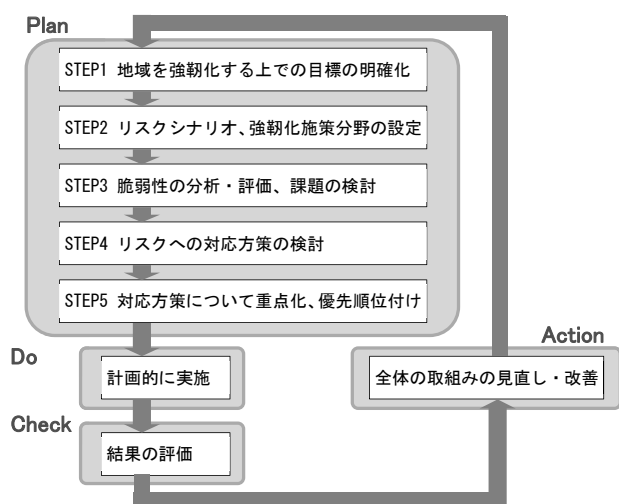 Plan
STEP1 地域を強靱化する上での目標の明確化
STEP2 リスクシナリオ、強靱化施策分野の設定
STEP3 脆弱性の分析・評価、課題の検討
STEP4 リスクへの対応方策の検討
STEP5 対応方策について重点化、優先順位付け
Do
計画的に実施
Check
結果の評価
Action
全体の取組みの見直し・改善